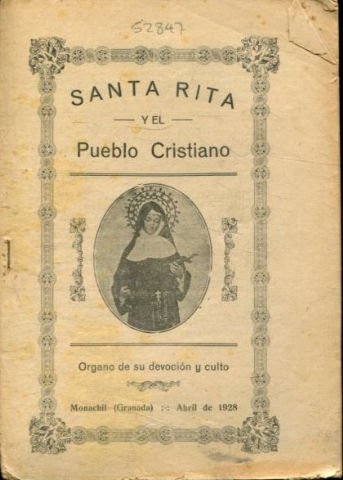 52847
SANTA RITA
— Y EL —
Pueblo Cristiano
Organo de su devoción y culto
Monachil (Granada) :-: Abril de 1928